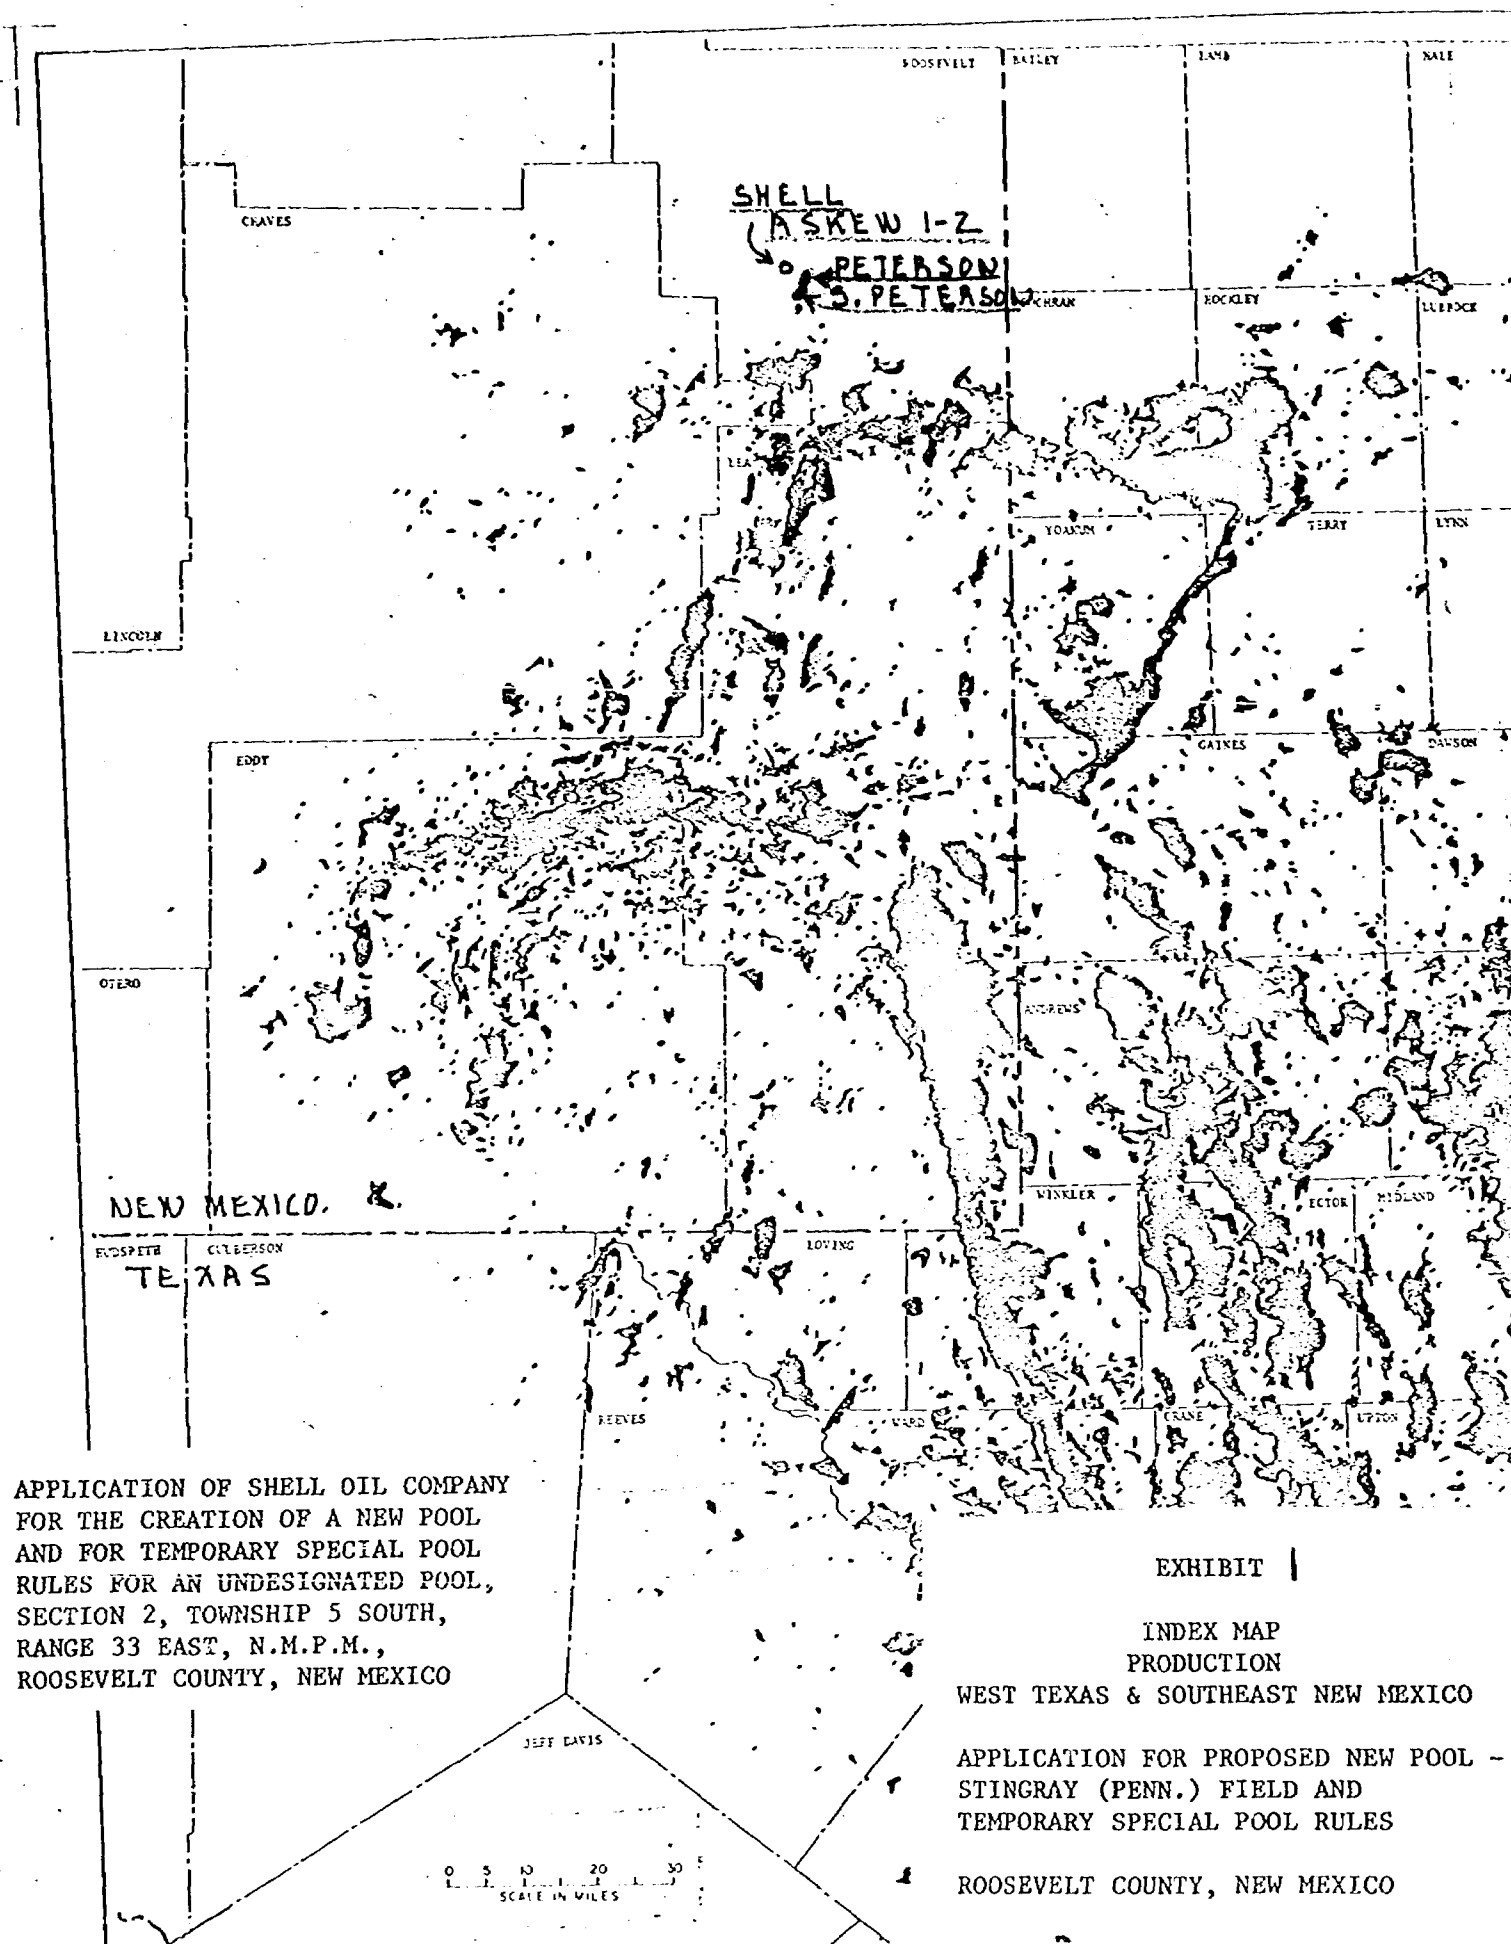 ROOSEVELT
BAILEY
LAMB
HALE
CHAVES
SHELL
ASKEW 1-2
PETERSON
S. PETERSON
HOCKLEY
LUBBOCK
LEA
YOAKUM
TERRY
LYNN
LINCOLN
EDDY
GAINES
DAWSON
OTERO
ANDREWS
NEW MEXICO.
WINKLER
ECTOR
MIDLAND
HUDSPETH
CULBERSON
LOVING
TEXAS
REEVES
WARD
CRANE
UPTON
APPLICATION OF SHELL OIL COMPANY
FOR THE CREATION OF A NEW POOL
AND FOR TEMPORARY SPECIAL POOL
RULES FOR AN UNDESIGNATED POOL,
SECTION 2, TOWNSHIP 5 SOUTH,
RANGE 33 EAST, N.M.P.M.,
ROOSEVELT COUNTY, NEW MEXICO
EXHIBIT 1
INDEX MAP
PRODUCTION
WEST TEXAS & SOUTHEAST NEW MEXICO
JEFF DAVIS
APPLICATION FOR PROPOSED NEW POOL -
STINGRAY (PENN.) FIELD AND
TEMPORARY SPECIAL POOL RULES
0 5 10 20 30
SCALE IN MILES
ROOSEVELT COUNTY, NEW MEXICO